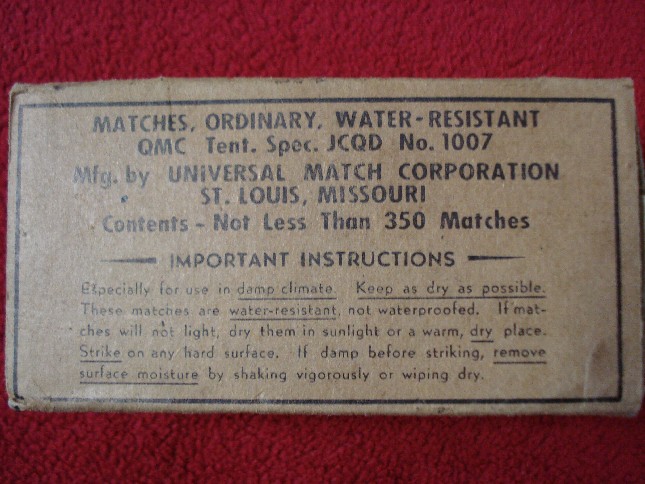 MATCHES, ORDINARY, WATER-RESISTANT
QMC Tent. Spec. JCQD No. 1007
Mfg. by UNIVERSAL MATCH CORPORATION
ST. LOUIS, MISSOURI
Contents - Not Less Than 350 Matches
IMPORTANT INSTRUCTIONS
Especially for use in damp climate. Keep as dry as possible.
These matches are water-resistant, not waterproofed. If mat-
ches will not light, dry them in sunlight or a warm, dry place.
Strike on any hard surface. If damp before striking, remove
surface moisture by shaking vigorously or wiping dry.